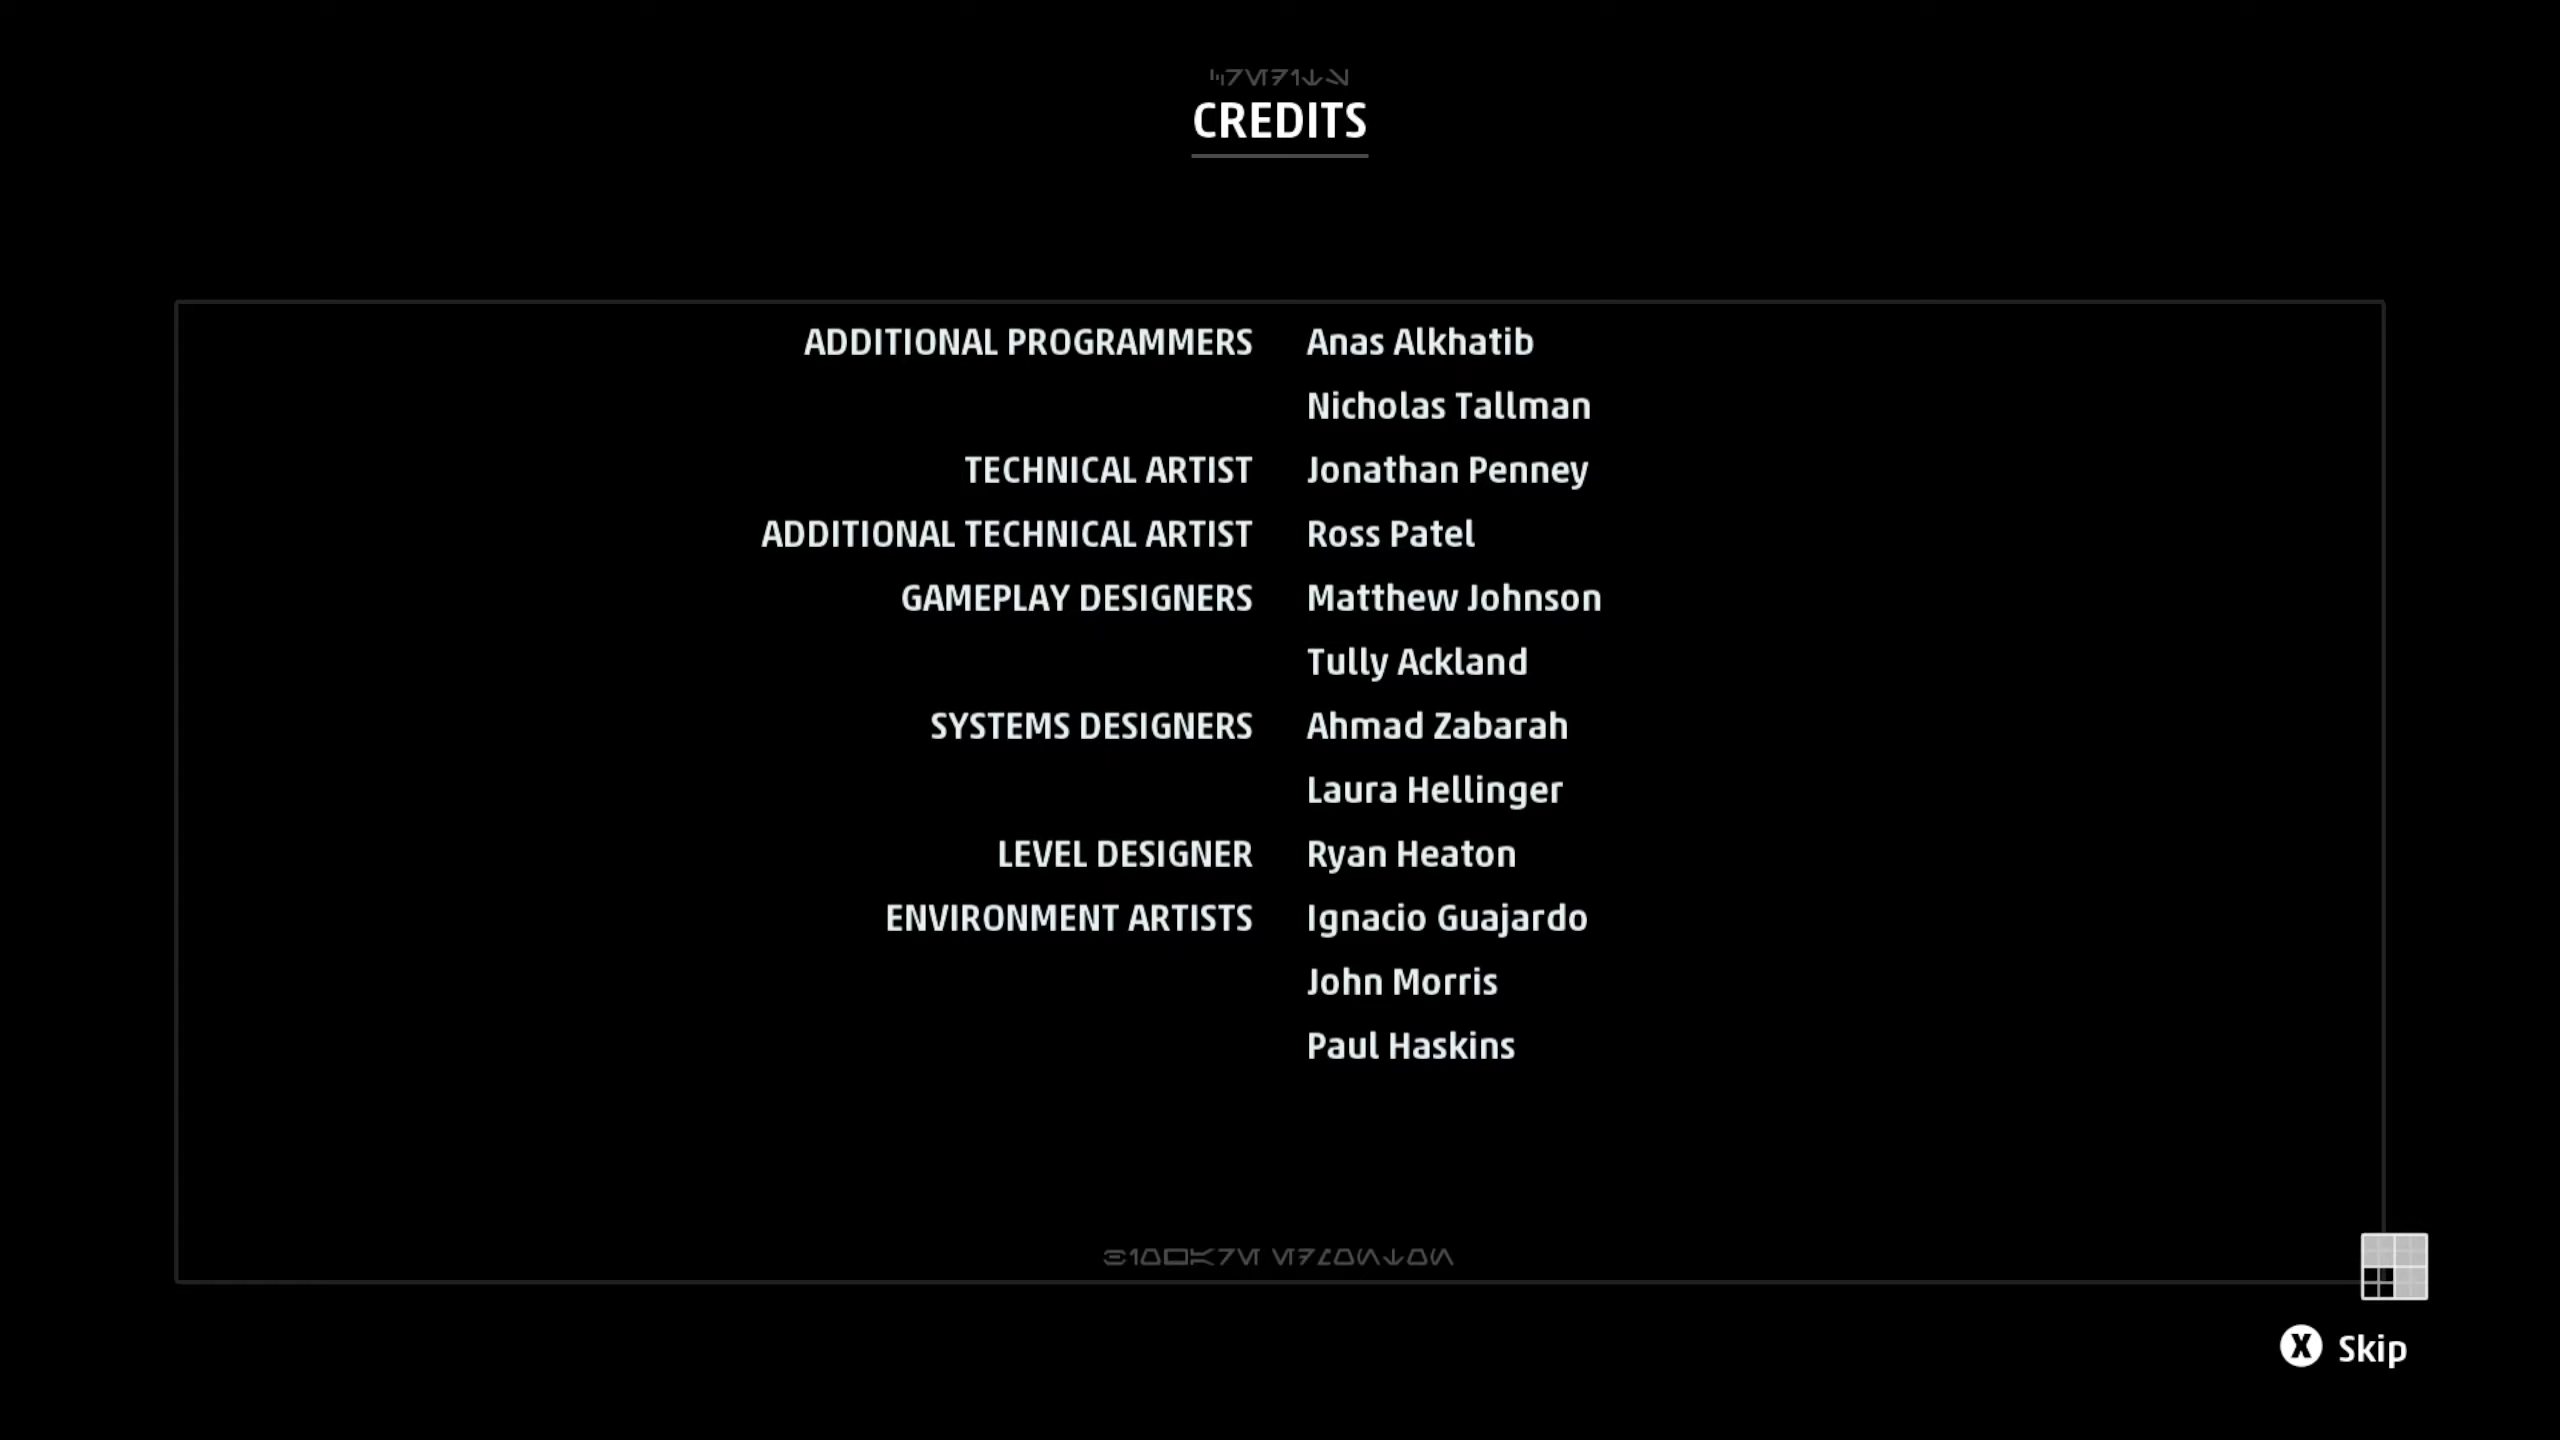 CREDITS
ADDITIONAL PROGRAMMERS Anas Alkhatib
Nicholas Tallman
TECHNICAL ARTIST Jonathan Penney
ADDITIONAL TECHNICAL ARTIST Ross Patel
GAMEPLAY DESIGNERS Matthew Johnson
Tully Ackland
SYSTEMS DESIGNERS Ahmad Zabarah
Laura Hellinger
LEVEL DESIGNER Ryan Heaton
ENVIRONMENT ARTISTS Ignacio Guajardo
John Morris
Paul Haskins
X Skip